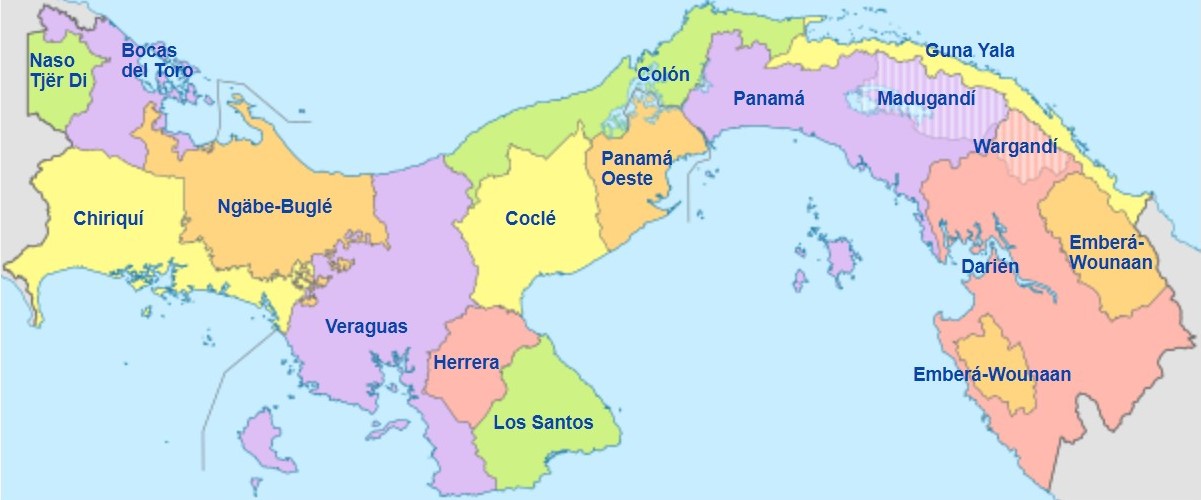 Naso
Tjër Di
Bocas
del Toro
Colón
Guna Yala
Panamá
Madugandí
Wargandí
Panamá
Oeste
Chiriquí
Ngäbe-Buglé
Coclé
Emberá-
Wounaan
Darién
Veraguas
Herrera
Emberá-Wounaan
Los Santos